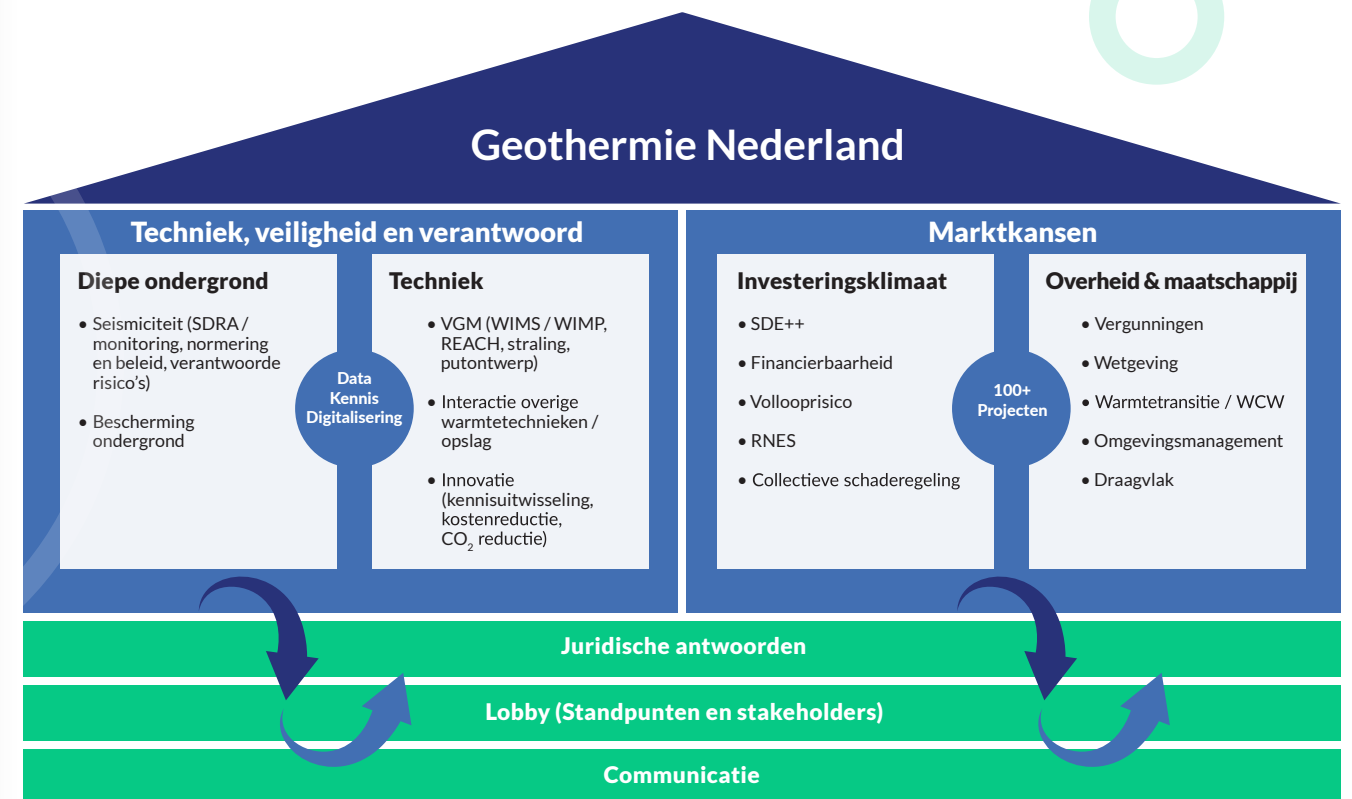 Geothermie Nederland
Techniek, veiligheid en verantwoord
Diepe ondergrond
• Seismiciteit (SDRA /
monitoring, normering
en beleid, verantwoorde
risico's)
• Bescherming
ondergrond
Data
Kennis
Digitalisering
Techniek
• VGM (WIMS / WIMP,
REACH, straling,
putontwerp)
• Interactie overige
warmtetechnieken /
opslag
• Innovatie
(kennisuitwisseling,
kostenreductie,
CO₂ reductie)
Marktkansen
Investeringsklimaat
• SDE++
• Financierbaarheid
• Vollooprisico
• RNES
• Collectieve schaderegeling
100+
Projecten
Overheid & maatschappij
• Vergunningen
• Wetgeving
• Warmtetransitie / WCW
• Omgevingsmanagement
• Draagvlak
Juridische antwoorden
Lobby (Standpunten en stakeholders)
Communicatie